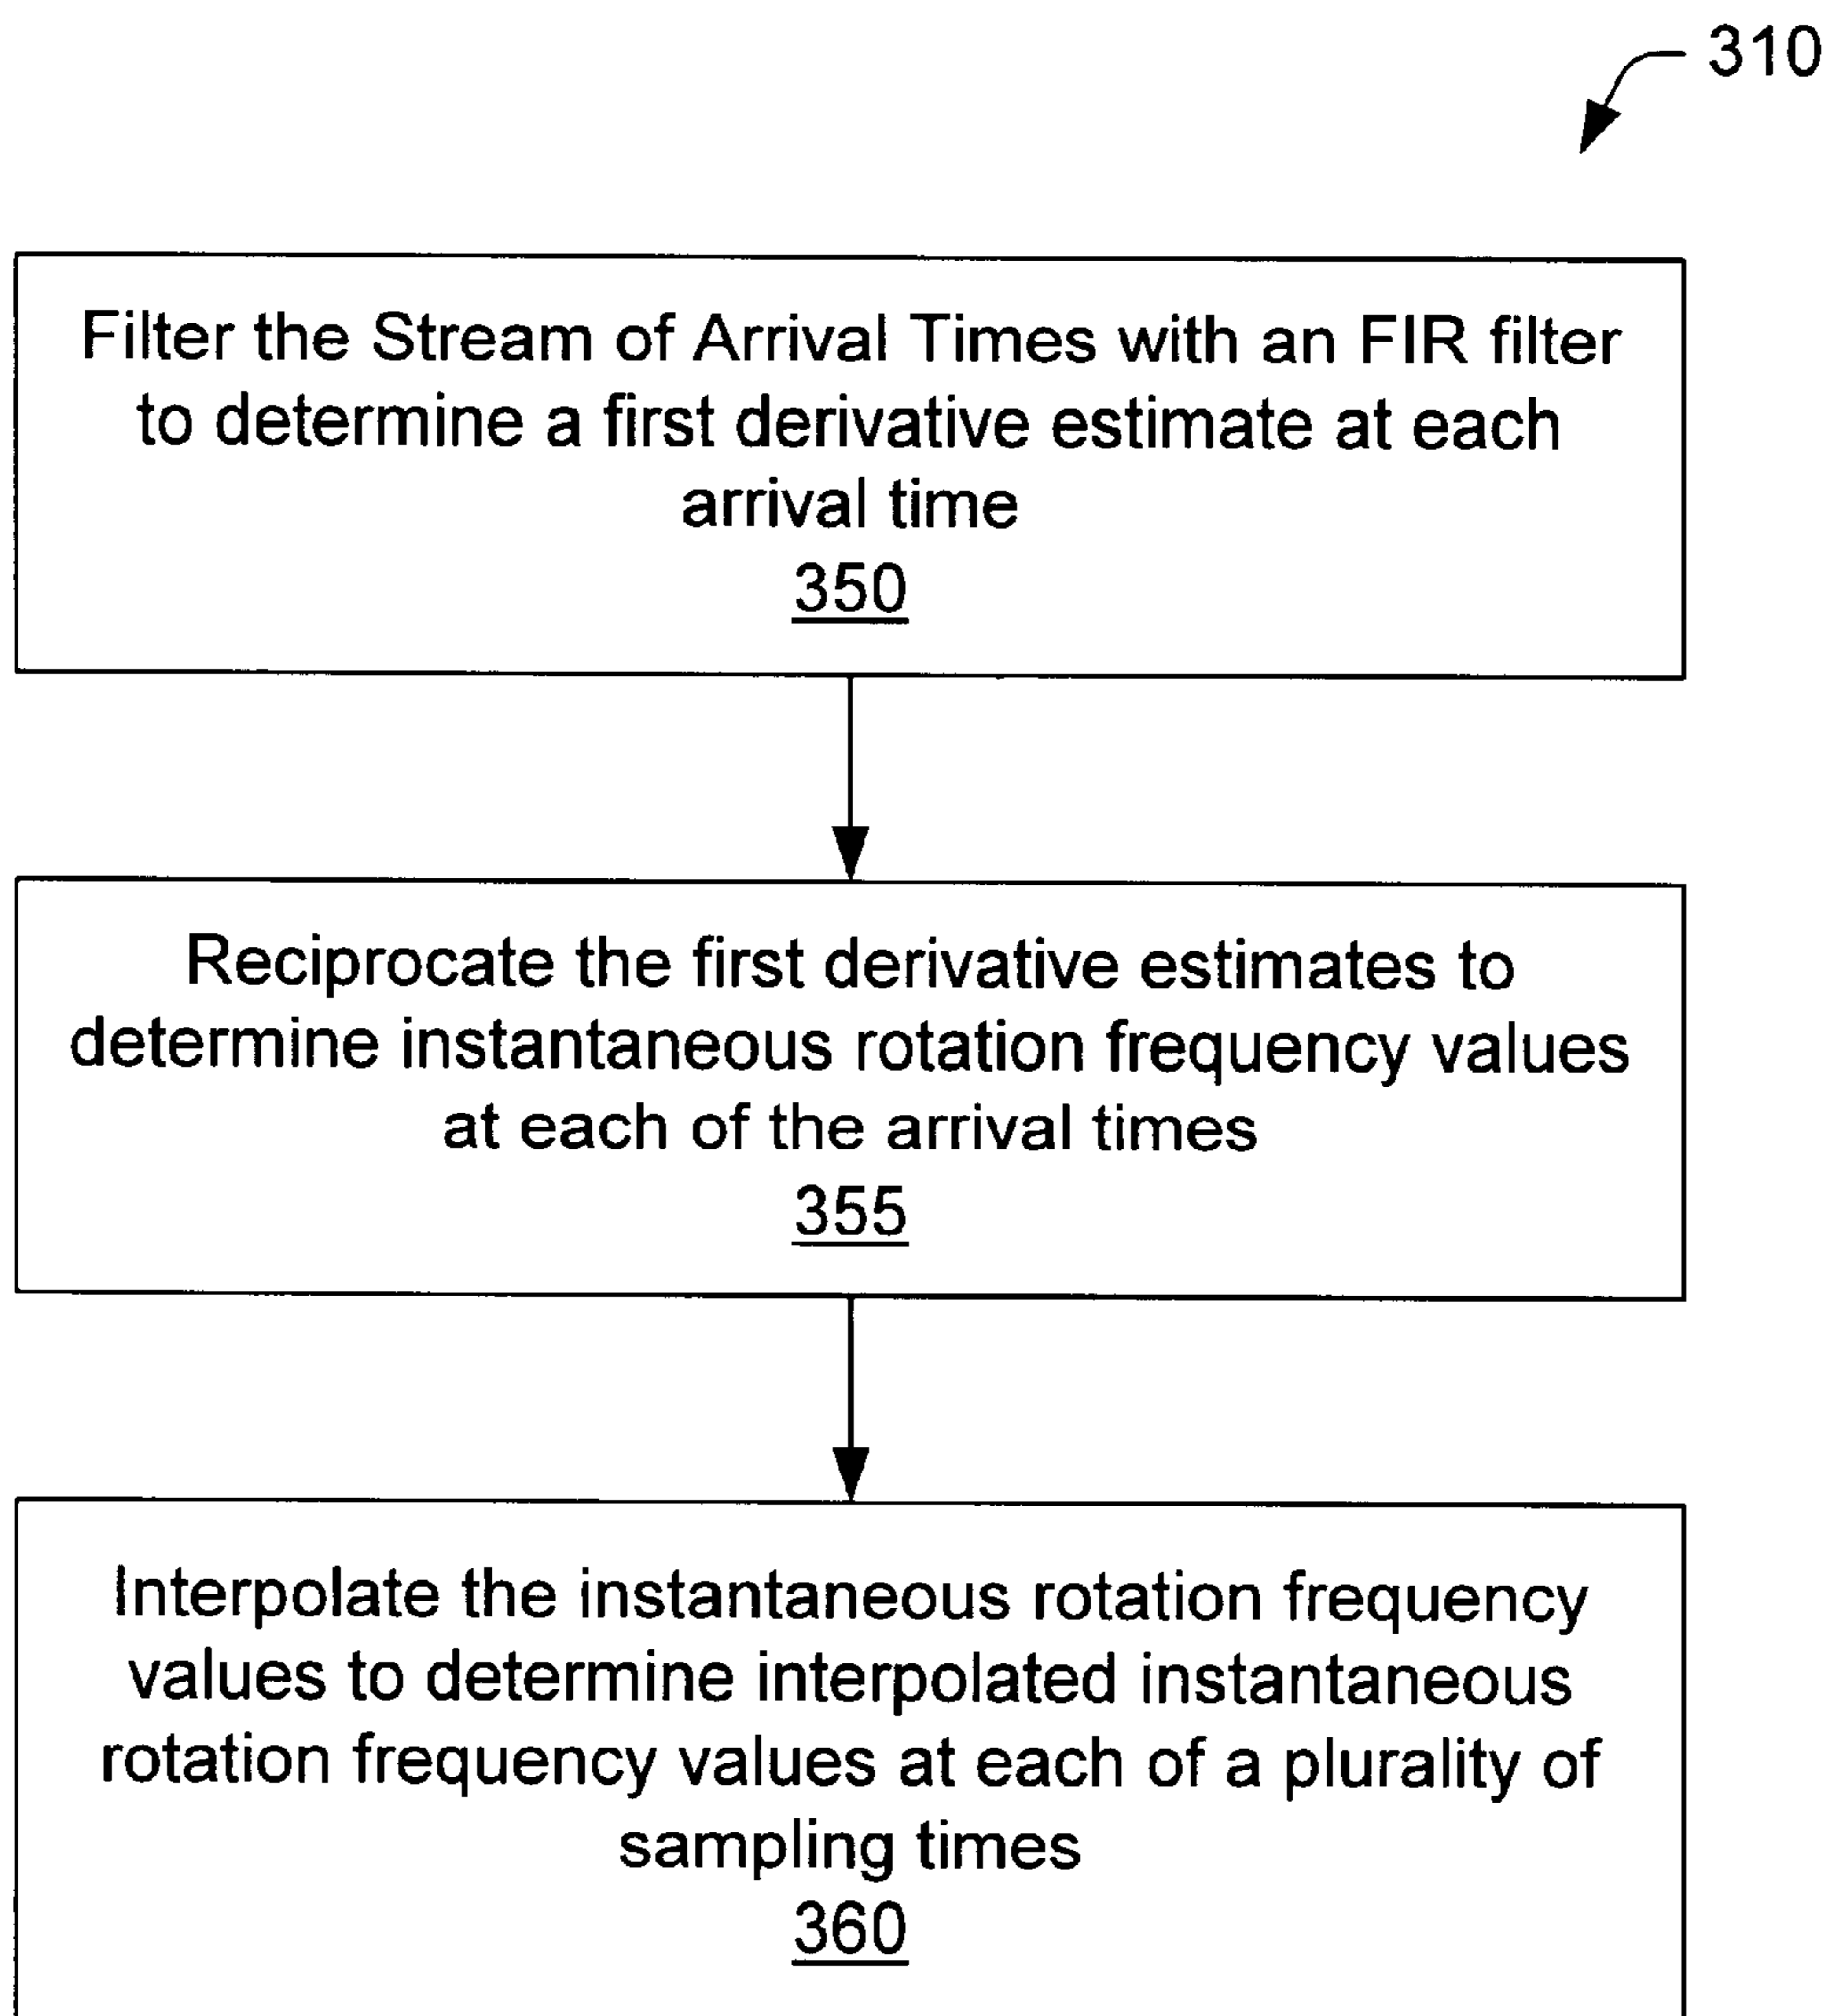 310
Filter the Stream of Arrival Times with an FIR filter
to determine a first derivative estimate at each
arrival time
350
Reciprocate the first derivative estimates to
determine instantaneous rotation frequency values
at each of the arrival times
355
Interpolate the instantaneous rotation frequency
values to determine interpolated instantaneous
rotation frequency values at each of a plurality of
sampling times
360